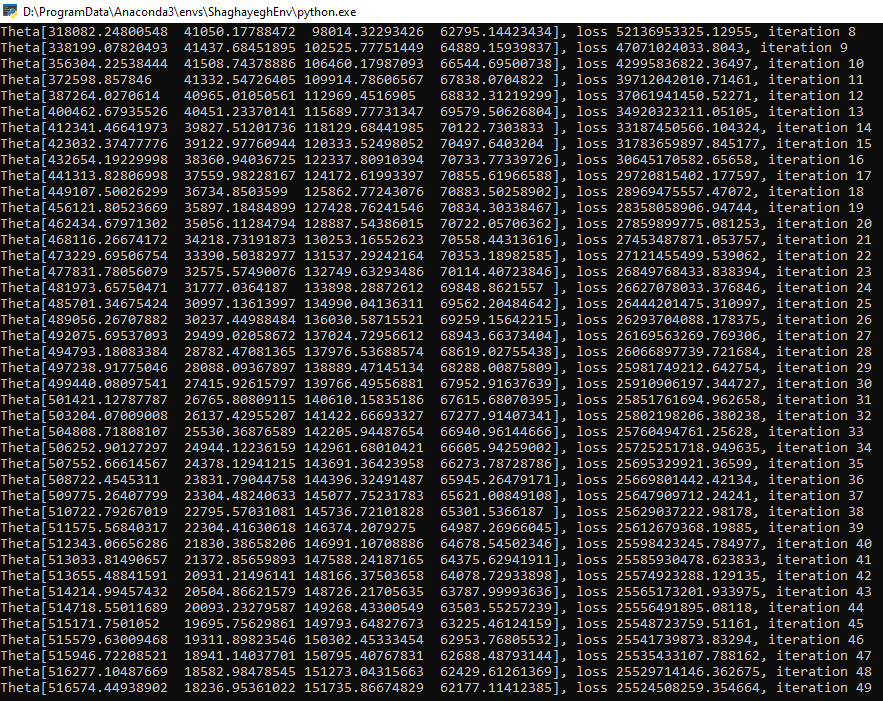 D:\ProgramData\Anaconda3\envs\ShaghayeghEnv\python.exe
Theta[318082.24800548  41050.17788472  98014.32293426  62795.14423434], loss 52136953325.12955, iteration 8
Theta[338199.07820493  41437.68451895 102525.77751449  64889.15939837], loss 47071024033.8043, iteration 9
Theta[356304.22538444  41508.74378886 106460.17987093  66544.69500738], loss 42995836822.36497, iteration 10
Theta[372598.857846    41332.54726405 109914.78606567  67838.0704822 ], loss 39712042010.71461, iteration 11
Theta[387264.0270614   40965.01050561 112969.4516905   68832.31219299], loss 37061941450.52271, iteration 12
Theta[400462.67935526  40451.23370141 115689.77731347  69579.50626804], loss 34920323211.05105, iteration 13
Theta[412341.46641973  39827.51201736 118129.68441985  70122.7303833 ], loss 33187450566.104324, iteration 14
Theta[423032.37477776  39122.97760944 120333.52498052  70497.6403204 ], loss 31783659897.845177, iteration 15
Theta[432654.19229998  38360.94036725 122337.80910394  70733.77339726], loss 30645170582.65658, iteration 16
Theta[441313.82806998  37559.98228167 124172.61993397  70855.61966588], loss 29720815402.177597, iteration 17
Theta[449107.50026299  36734.8503599  125862.77243076  70883.50258902], loss 28969475557.47072, iteration 18
Theta[456121.80523669  35897.18484899 127428.76241546  70834.30338467], loss 28358058906.94744, iteration 19
Theta[462434.67971302  35056.11284794 128887.54386015  70722.05706362], loss 27859899775.081253, iteration 20
Theta[468116.26674172  34218.73191873 130253.16552623  70558.44313616], loss 27453487871.053757, iteration 21
Theta[473229.69506754  33390.50382977 131537.29242164  70353.18982585], loss 27121455499.539062, iteration 22
Theta[477831.78056079  32575.57490076 132749.63293486  70114.40723846], loss 26849768433.838394, iteration 23
Theta[481973.65750471  31777.0364187  133898.28872612  69848.8621557 ], loss 26627078033.376846, iteration 24
Theta[485701.34675424  30997.13613997 134990.04136311  69562.20484642], loss 26444201475.310997, iteration 25
Theta[489056.26707882  30237.44988484 136030.58715521  69259.15642215], loss 26293704088.178375, iteration 26
Theta[492075.69537093  29499.02058672 137024.72956612  68943.66373404], loss 26169563269.769306, iteration 27
Theta[494793.18083384  28782.47081365 137976.53688574  68619.02755438], loss 26066897739.721684, iteration 28
Theta[497238.91775046  28088.09367897 138889.47145134  68288.00875809], loss 25981749212.642754, iteration 29
Theta[499440.08097541  27415.92615797 139766.49556881  67952.91637639], loss 25910906197.344727, iteration 30
Theta[501421.12787787  26765.80809115 140610.15835186  67615.68070395], loss 25851761694.962658, iteration 31
Theta[503204.07009008  26137.42955207 141422.66693327  67277.91407341], loss 25802198206.380238, iteration 32
Theta[504808.71808107  25530.36876589 142205.94487654  66940.96144666], loss 25760494761.25628, iteration 33
Theta[506252.90127297  24944.12236159 142961.68010421  66605.94259002], loss 25725251718.949635, iteration 34
Theta[507552.66614567  24378.12941215 143691.36423958  66273.78728786], loss 25695329921.36599, iteration 35
Theta[508722.4545311   23831.79044758 144396.32491487  65945.26479171], loss 25669801442.42134, iteration 36
Theta[509775.26407799  23304.48240633 145077.75231783  65621.00849108], loss 25647909712.24241, iteration 37
Theta[510722.79267019  22795.57031081 145736.72101828  65301.5366187 ], loss 25629037222.98178, iteration 38
Theta[511575.56840317  22304.41630618 146374.2079275   64987.26966045], loss 25612679368.19885, iteration 39
Theta[512343.06656286  21830.38658206 146991.10708886  64678.54502346], loss 25598423245.784977, iteration 40
Theta[513033.81490657  21372.85659893 147588.24187165  64375.62941911], loss 25585930478.623833, iteration 41
Theta[513655.48841591  20931.21496141 148166.37503658  64078.72933898], loss 25574923288.129135, iteration 42
Theta[514214.99457432  20504.86621579 148726.21705635  63787.99993636], loss 25565173201.933975, iteration 43
Theta[514718.55011689  20093.23279587 149268.43300549  63503.55257239], loss 25556491895.08118, iteration 44
Theta[515171.7501052   19695.75629861 149793.64827673  63225.46124159], loss 25548723759.51161, iteration 45
Theta[515579.63009468  19311.89823546 150302.45333454  62953.76805532], loss 25541739873.83294, iteration 46
Theta[515946.72208521  18941.14037701 150795.40767831  62688.48793144], loss 25535433107.788162, iteration 47
Theta[516277.10487669  18582.98478545 151273.04315663  62429.61261369], loss 25529714146.362675, iteration 48
Theta[516574.44938902  18236.95361022 151735.86674829  62177.11412385], loss 25524508259.354664, iteration 49